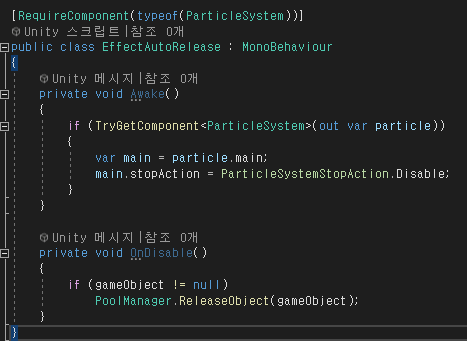 [RequireComponent(typeof(ParticleSystem))]
Unity 스크립트|참조 0개
public class EffectAutoRelease : MonoBehaviour
{
Unity 메시지|참조 0개
private void Awake()
{
if (TryGetComponent<ParticleSystem>(out var particle))
{
var main = particle.main;
main.stopAction = ParticleSystemStopAction.Disable;
}
}
Unity 메시지|참조 0개
private void OnDisable()
{
if (gameObject != null)
PoolManager.ReleaseObject(gameObject);
}
}